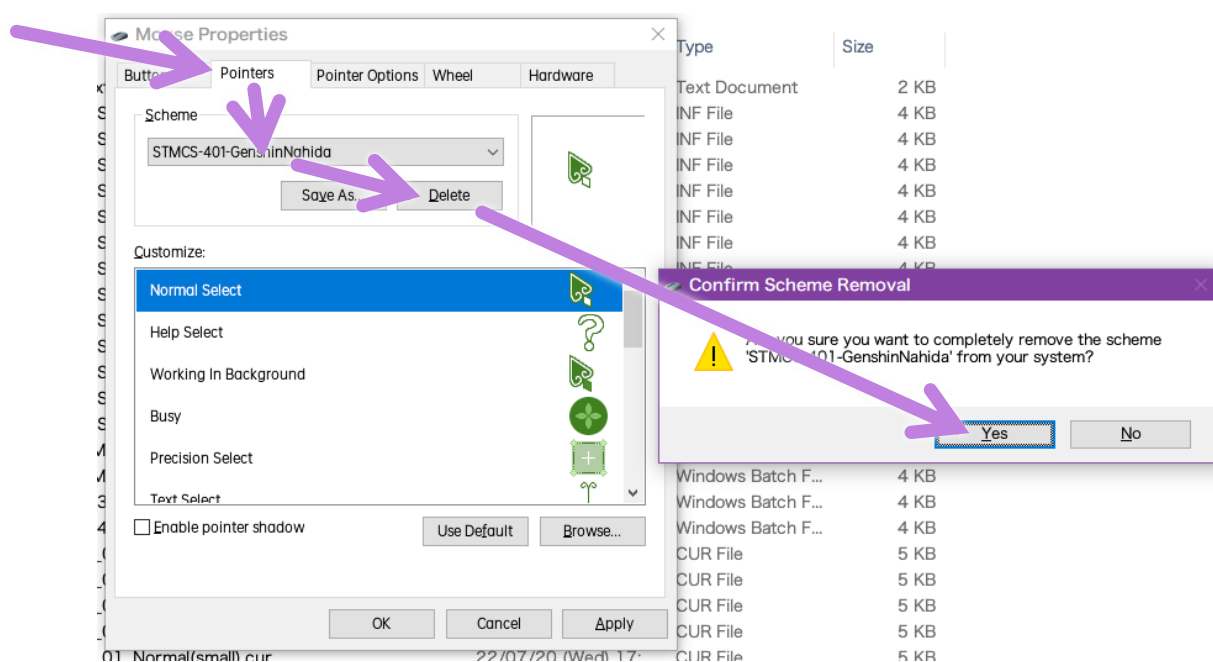 Mouse Properties
Type
Size
Pointers
Pointer Options
Wheel
Hardware
Text Document
2 KB
Scheme
INF File
4 KB
INF File
4 KB
STMCS-401-GenshinNahida
INF File
4 KB
Save As...
Delete
INF File
4 KB
INF File
4 KB
INF File
4 KB
Customize:
INF File
4 KB
Normal Select
Help Select
Working In Background
Busy
Precision Select
Text Select
Confirm Scheme Removal
you sure you want to completely remove the scheme
'STMCS-401-GenshinNahida' from your system?
Yes
No
Windows Batch F...
4 KB
Windows Batch F...
4 KB
Enable pointer shadow
Use Default
Browse...
Windows Batch F...
4 KB
CUR File
5 KB
CUR File
5 KB
CUR File
5 KB
OK
Cancel
Apply
CUR File
5 KB
01_Normal(small).cur
22/07/20 (Wed) 17:
CUR File
5 KB